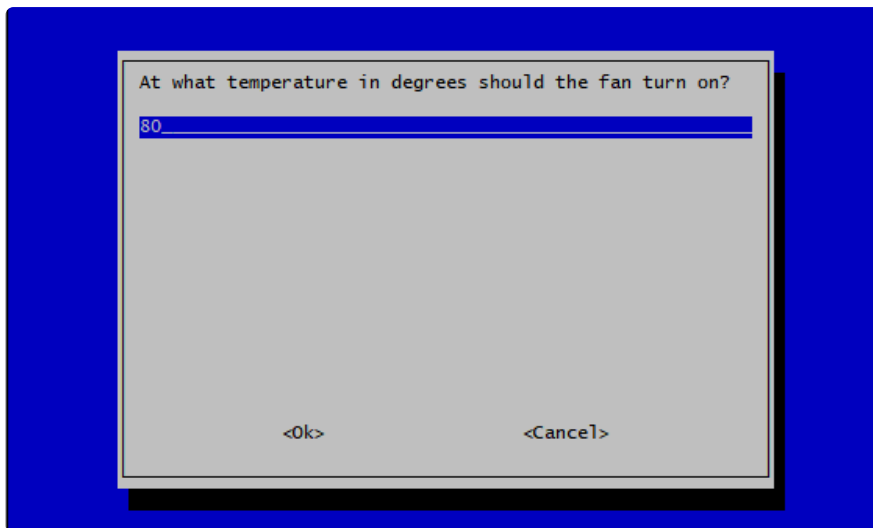 At what temperature in degrees should the fan turn on?
80
<Ok> <Cancel>